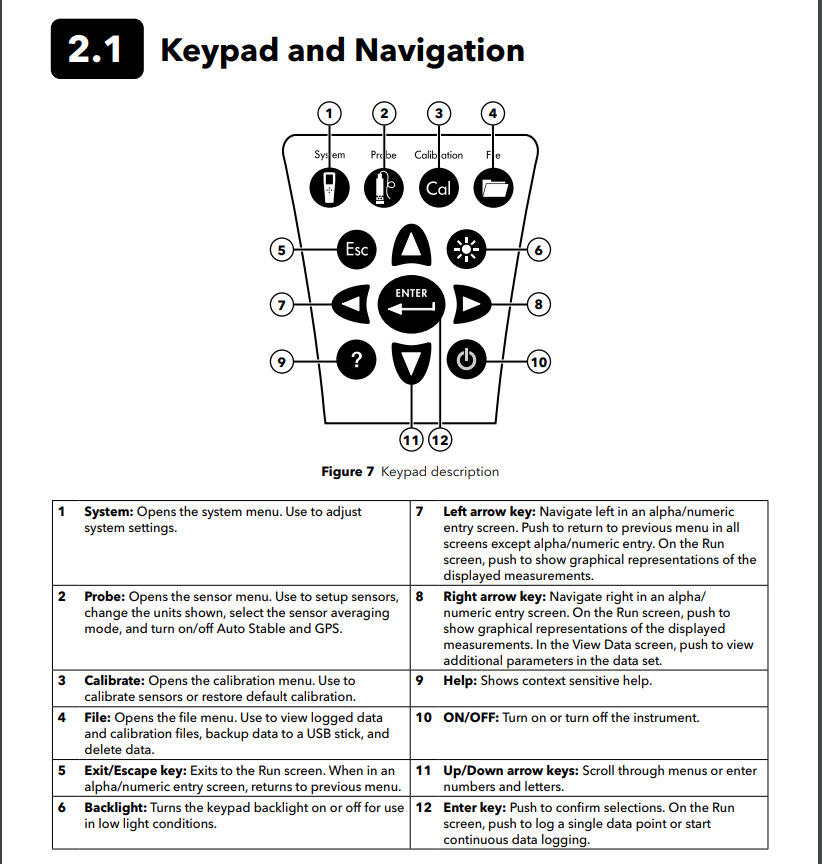 2.1 Keypad and Navigation
1 2 3 4
System Probe Calibration File
Cal
5 Esc 6
7 ENTER 8
9 ? 10
11 12
Figure 7 Keypad description
1 System: Opens the system menu. Use to adjust
system settings.
7 Left arrow key: Navigate left in an alpha/numeric
entry screen. Push to return to previous menu in all
screens except alpha/numeric entry. On the Run
screen, push to show graphical representations of the
displayed measurements.
2 Probe: Opens the sensor menu. Use to setup sensors,
change the units shown, select the sensor averaging
mode, and turn on/off Auto Stable and GPS.
8 Right arrow key: Navigate right in an alpha/
numeric entry screen. On the Run screen, push to
show graphical representations of the displayed
measurements. In the View Data screen, push to view
additional parameters in the data set.
3 Calibrate: Opens the calibration menu. Use to
calibrate sensors or restore default calibration.
9 Help: Shows context sensitive help.
4 File: Opens the file menu. Use to view logged data
and calibration files, backup data to a USB stick, and
delete data.
10 ON/OFF: Turn on or turn off the instrument.
5 Exit/Escape key: Exits to the Run screen. When in an
alpha/numeric entry screen, returns to previous menu.
11 Up/Down arrow keys: Scroll through menus or enter
numbers and letters.
6 Backlight: Turns the keypad backlight on or off for use
in low light conditions.
12 Enter key: Push to confirm selections. On the Run
screen, push to log a single data point or start
continuous data logging.